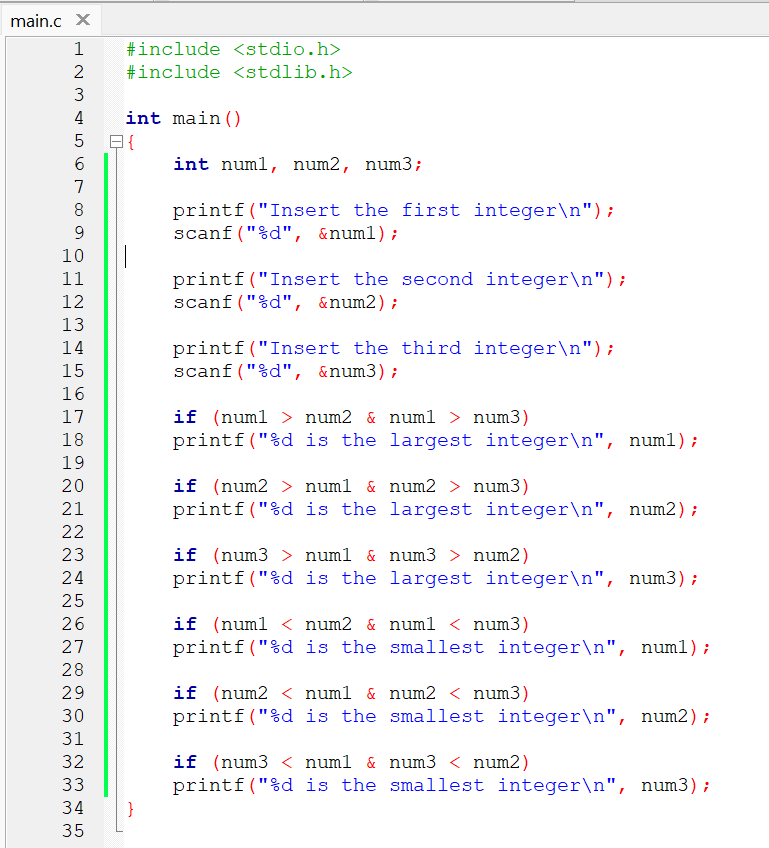 main.c ✕
1 #include <stdio.h>
2 #include <stdlib.h>
3
4 int main()
5 {
6     int num1, num2, num3;
7
8     printf("Insert the first integer\n");
9     scanf("%d", &num1);
10
11     printf("Insert the second integer\n");
12     scanf("%d", &num2);
13
14     printf("Insert the third integer\n");
15     scanf("%d", &num3);
16
17     if (num1 > num2 & num1 > num3)
18     printf("%d is the largest integer\n", num1);
19
20     if (num2 > num1 & num2 > num3)
21     printf("%d is the largest integer\n", num2);
22
23     if (num3 > num1 & num3 > num2)
24     printf("%d is the largest integer\n", num3);
25
26     if (num1 < num2 & num1 < num3)
27     printf("%d is the smallest integer\n", num1);
28
29     if (num2 < num1 & num2 < num3)
30     printf("%d is the smallest integer\n", num2);
31
32     if (num3 < num1 & num3 < num2)
33     printf("%d is the smallest integer\n", num3);
34 }
35